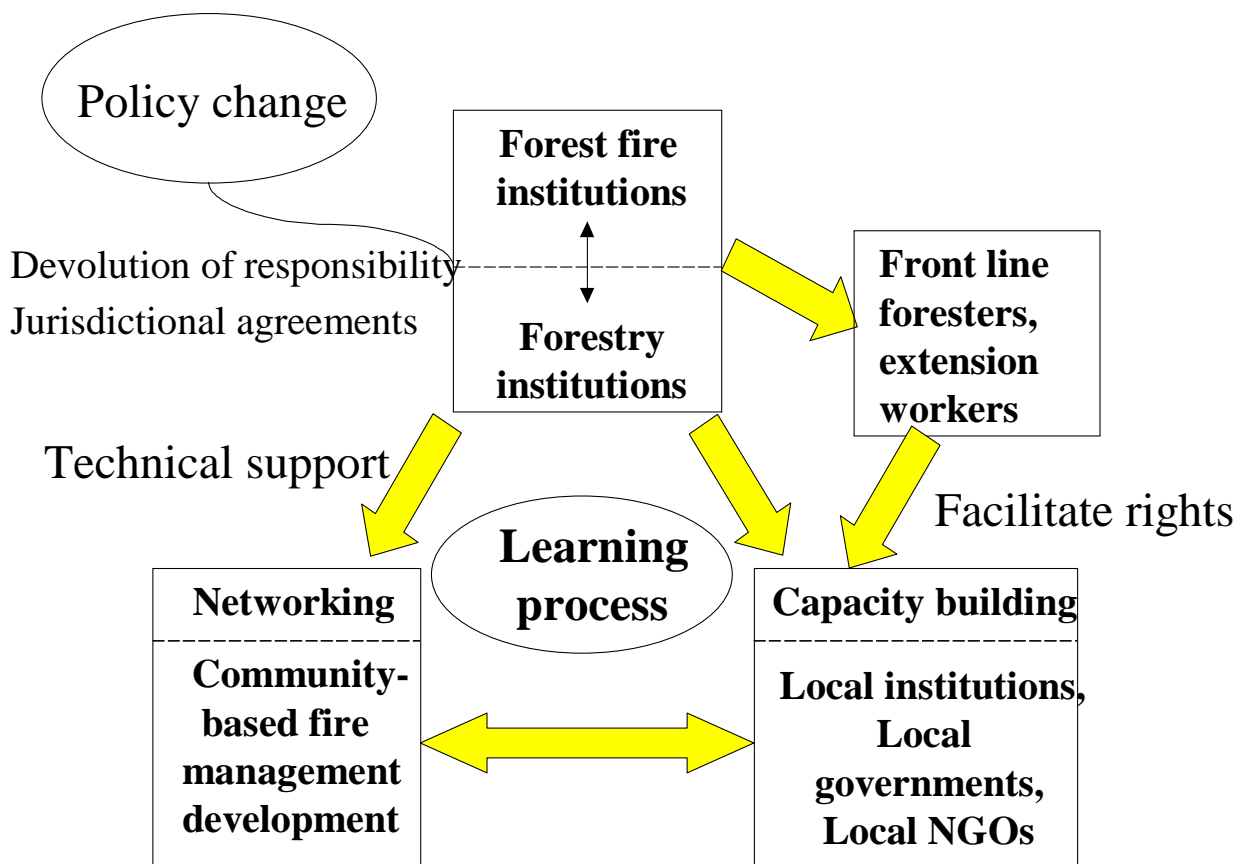 Policy change
Forest fire
institutions
Devolution of responsibility
Jurisdictional agreements
Forestry
institutions
Front line
foresters,
extension
workers
Technical support
Facilitate rights
Learning
process
Networking
Community-
based fire
management
development
Capacity building
Local institutions,
Local
governments,
Local NGOs